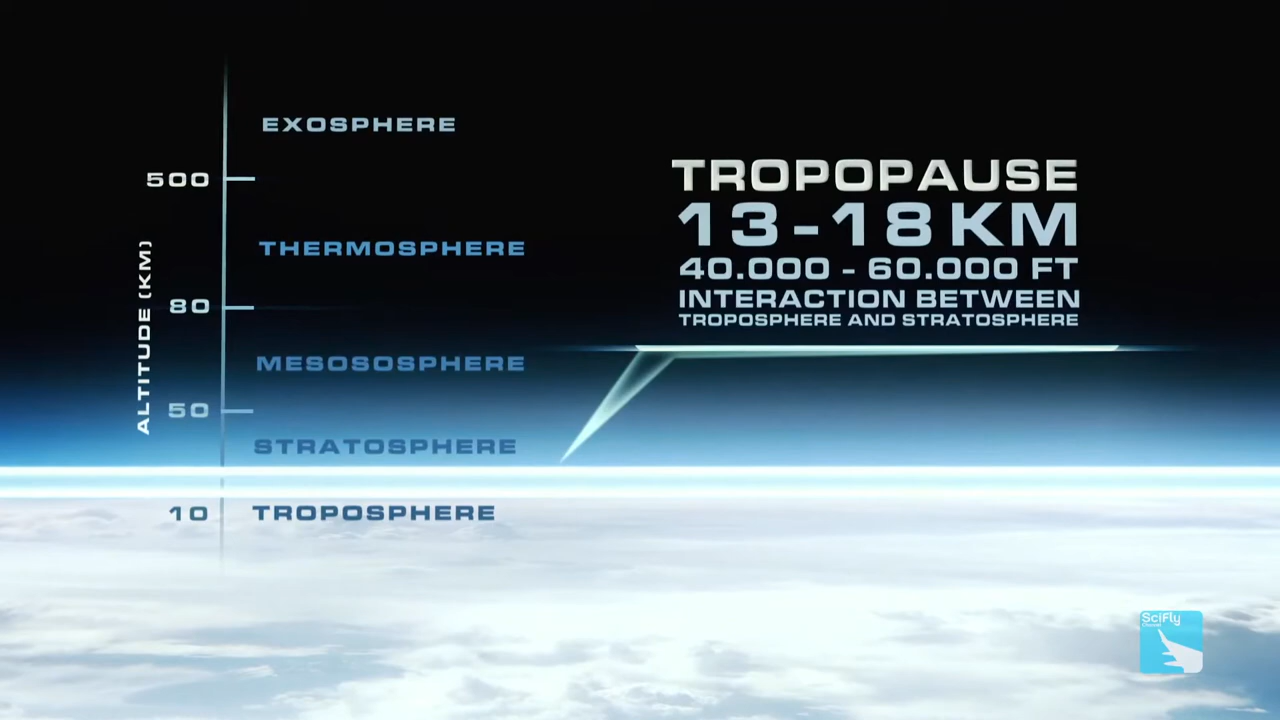 EXOSPHERE
500
THERMOSPHERE
80
MESOSOSPHERE
50
STRATOSPHERE
10
TROPOSPHERE
ALTITUDE (KM)
TROPOPAUSE
13-18 KM
40.000 - 60.000 FT
INTERACTION BETWEEN
TROPOSPHERE AND STRATOSPHERE
SciFly
Channel